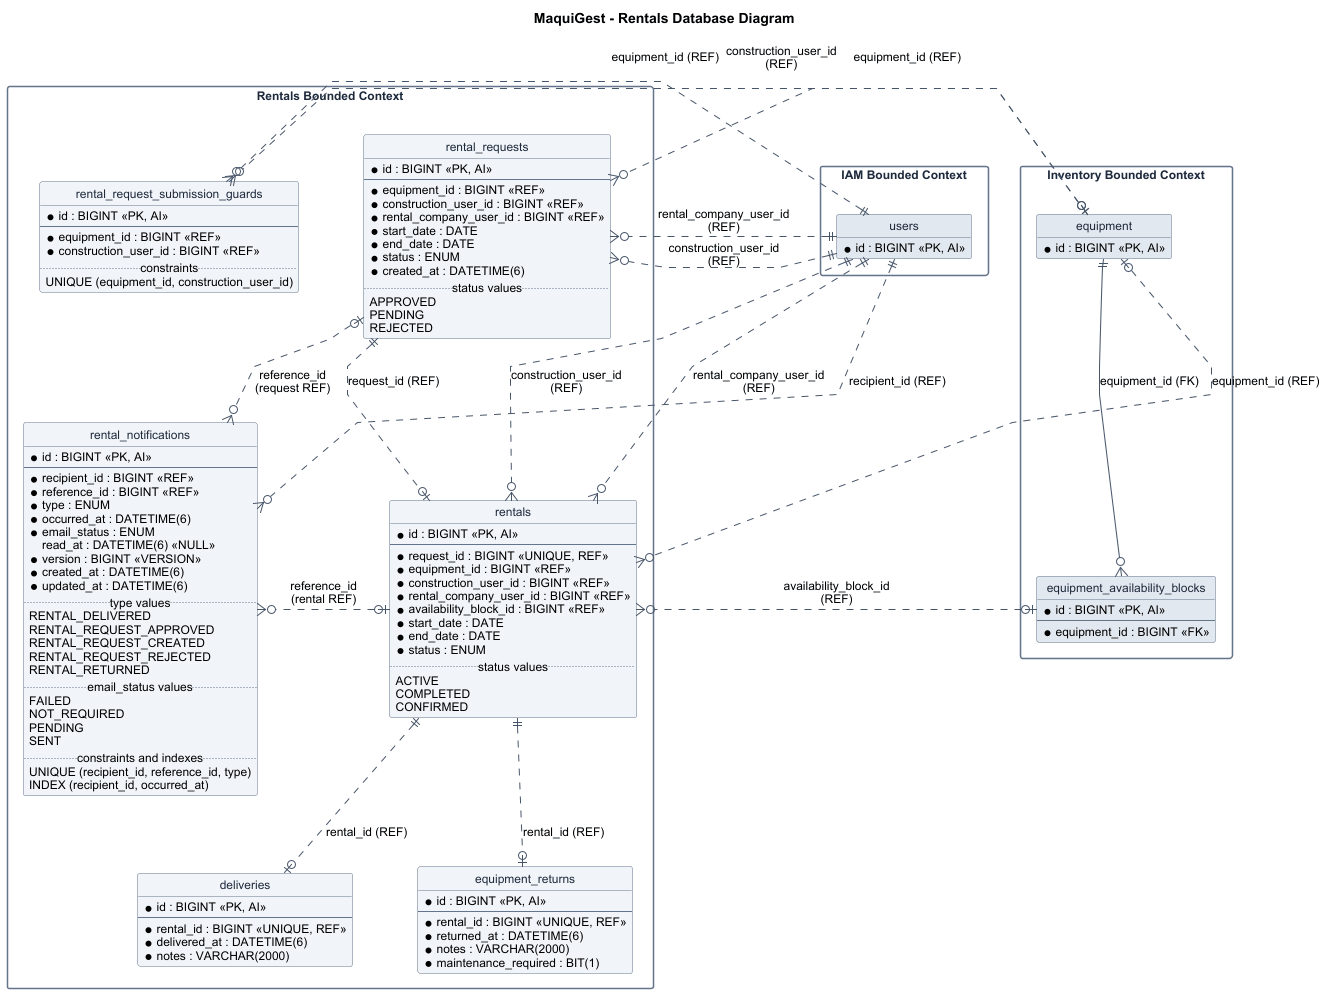 MaquiGest - Rentals Database Diagram
equipment_id (REF)
construction_user_id
(REF)
equipment_id (REF)
Rentals Bounded Context
rental_requests
id : BIGINT «PK, AI»
equipment_id : BIGINT «REF»
construction_user_id : BIGINT «REF»
rental_company_user_id : BIGINT «REF»
start_date : DATE
end_date : DATE
status : ENUM
created_at : DATETIME(6)
status values
APPROVED
PENDING
REJECTED
rental_request_submission_guards
id : BIGINT «PK, AI»
equipment_id : BIGINT «REF»
construction_user_id : BIGINT «REF»
constraints
UNIQUE (equipment_id, construction_user_id)
IAM Bounded Context
users
id : BIGINT «PK, AI»
Inventory Bounded Context
equipment
id : BIGINT «PK, AI»
rental_company_user_id
(REF)
construction_user_id
(REF)
reference_id
(request REF)
request_id (REF)
construction_user_id
(REF)
rental_company_user_id
(REF)
recipient_id (REF)
equipment_id (FK)
equipment_id (REF)
rental_notifications
id : BIGINT «PK, AI»
recipient_id : BIGINT «REF»
reference_id : BIGINT «REF»
type : ENUM
occurred_at : DATETIME(6)
email_status : ENUM
read_at : DATETIME(6) «NULL»
version : BIGINT «VERSION»
created_at : DATETIME(6)
updated_at : DATETIME(6)
type values
RENTAL_DELIVERED
RENTAL_REQUEST_APPROVED
RENTAL_REQUEST_CREATED
RENTAL_REQUEST_REJECTED
RENTAL_RETURNED
email_status values
FAILED
NOT_REQUIRED
PENDING
SENT
constraints and indexes
UNIQUE (recipient_id, reference_id, type)
INDEX (recipient_id, occurred_at)
reference_id
(rental REF)
rentals
id : BIGINT «PK, AI»
request_id : BIGINT «UNIQUE, REF»
equipment_id : BIGINT «REF»
construction_user_id : BIGINT «REF»
rental_company_user_id : BIGINT «REF»
availability_block_id : BIGINT «REF»
start_date : DATE
end_date : DATE
status : ENUM
status values
ACTIVE
COMPLETED
CONFIRMED
availability_block_id
(REF)
equipment_availability_blocks
id : BIGINT «PK, AI»
equipment_id : BIGINT «FK»
rental_id (REF)
rental_id (REF)
deliveries
id : BIGINT «PK, AI»
rental_id : BIGINT «UNIQUE, REF»
delivered_at : DATETIME(6)
notes : VARCHAR(2000)
equipment_returns
id : BIGINT «PK, AI»
rental_id : BIGINT «UNIQUE, REF»
returned_at : DATETIME(6)
notes : VARCHAR(2000)
maintenance_required : BIT(1)